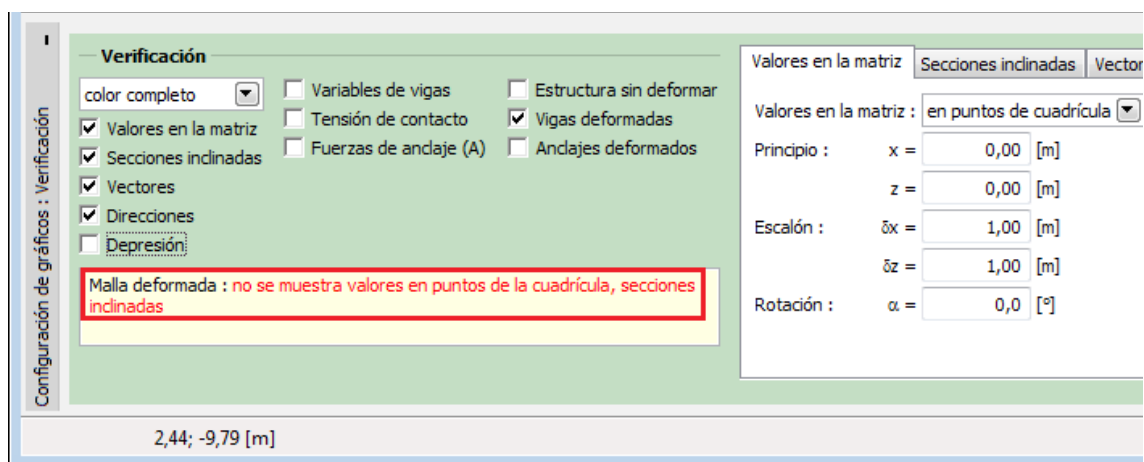 Configuración de gráficos : Verificación
Verificación
color completo
Valores en la matriz
Secciones inclinadas
Vectores
Direcciones
Depresión
Variables de vigas
Tensión de contacto
Fuerzas de anclaje (A)
Estructura sin deformar
Vigas deformadas
Anclajes deformados
Malla deformada : no se muestra valores en puntos de la cuadrícula, secciones
inclinadas
Valores en la matriz Secciones inclinadas
Valores en la matriz : en puntos de cuadrícula
Principio : x = 0,00 [m]
z = 0,00 [m]
Escalón : δx = 1,00 [m]
δz = 1,00 [m]
Rotación : α = 0,0 [°]
2,44; -9,79 [m]